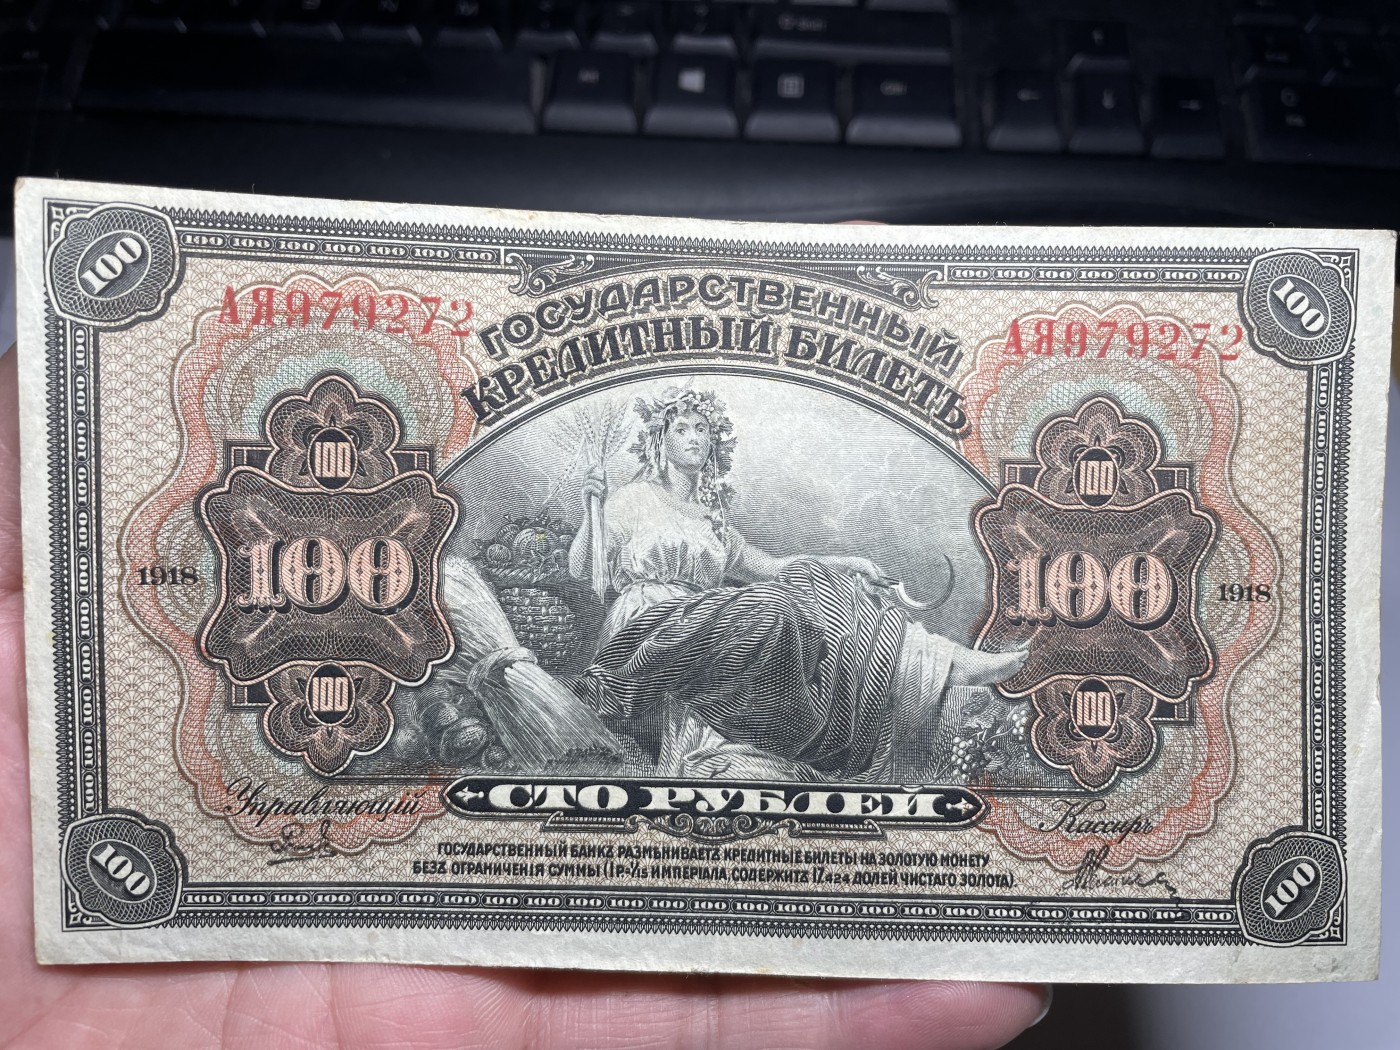 100 100
АЯ979272 АЯ979272
ГОСУДАРСТВЕННЫЙ
КРЕДИТНЫЙ БИЛЕТЪ
100 100
100 100
1918 1918
100 100
Управляющій Кассиръ
СТО РУБЛЕЙ
ГОСУДАРСТВЕННЫЙ БАНКЪ РАЗМѢНИВАЕТЪ КРЕДИТНЫЕ БИЛЕТЫ НА ЗОЛОТУЮ МОНЕТУ
БЕЗЪ ОГРАНИЧЕНІЯ СУММЫ (1 Р=1/15 ИМПЕРІАЛА, СОДЕРЖИТЪ 17,424 ДОЛЕЙ ЧИСТАГО ЗОЛОТА).
100 100